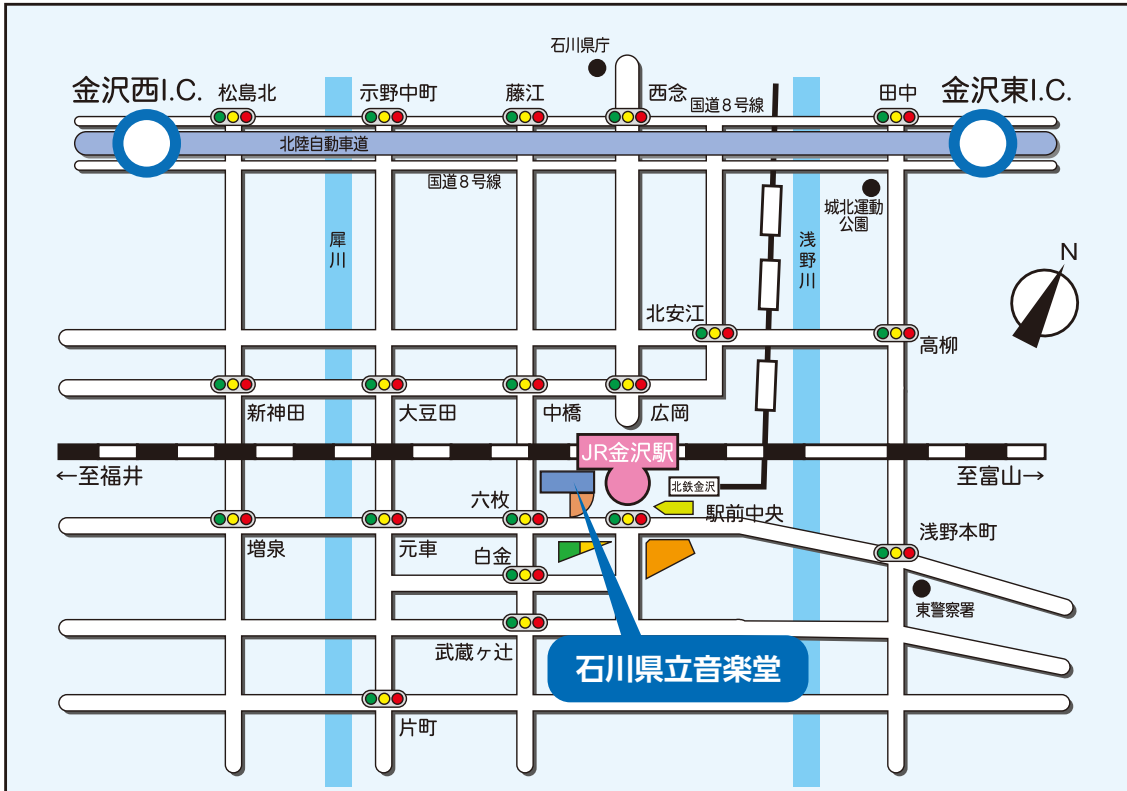 石川県庁
金沢西I.C.
松島北
示野中町
藤江
西念
国道8号線
田中
金沢東I.C.
北陸自動車道
国道8号線
城北運動
公園
犀川
浅野川
N
北安江
高柳
新神田
大豆田
中橋
広岡
JR金沢駅
←至福井
至富山→
北鉄金沢
六枚
駅前中央
増泉
元車
白金
浅野本町
東警察署
武蔵ヶ辻
石川県立音楽堂
片町